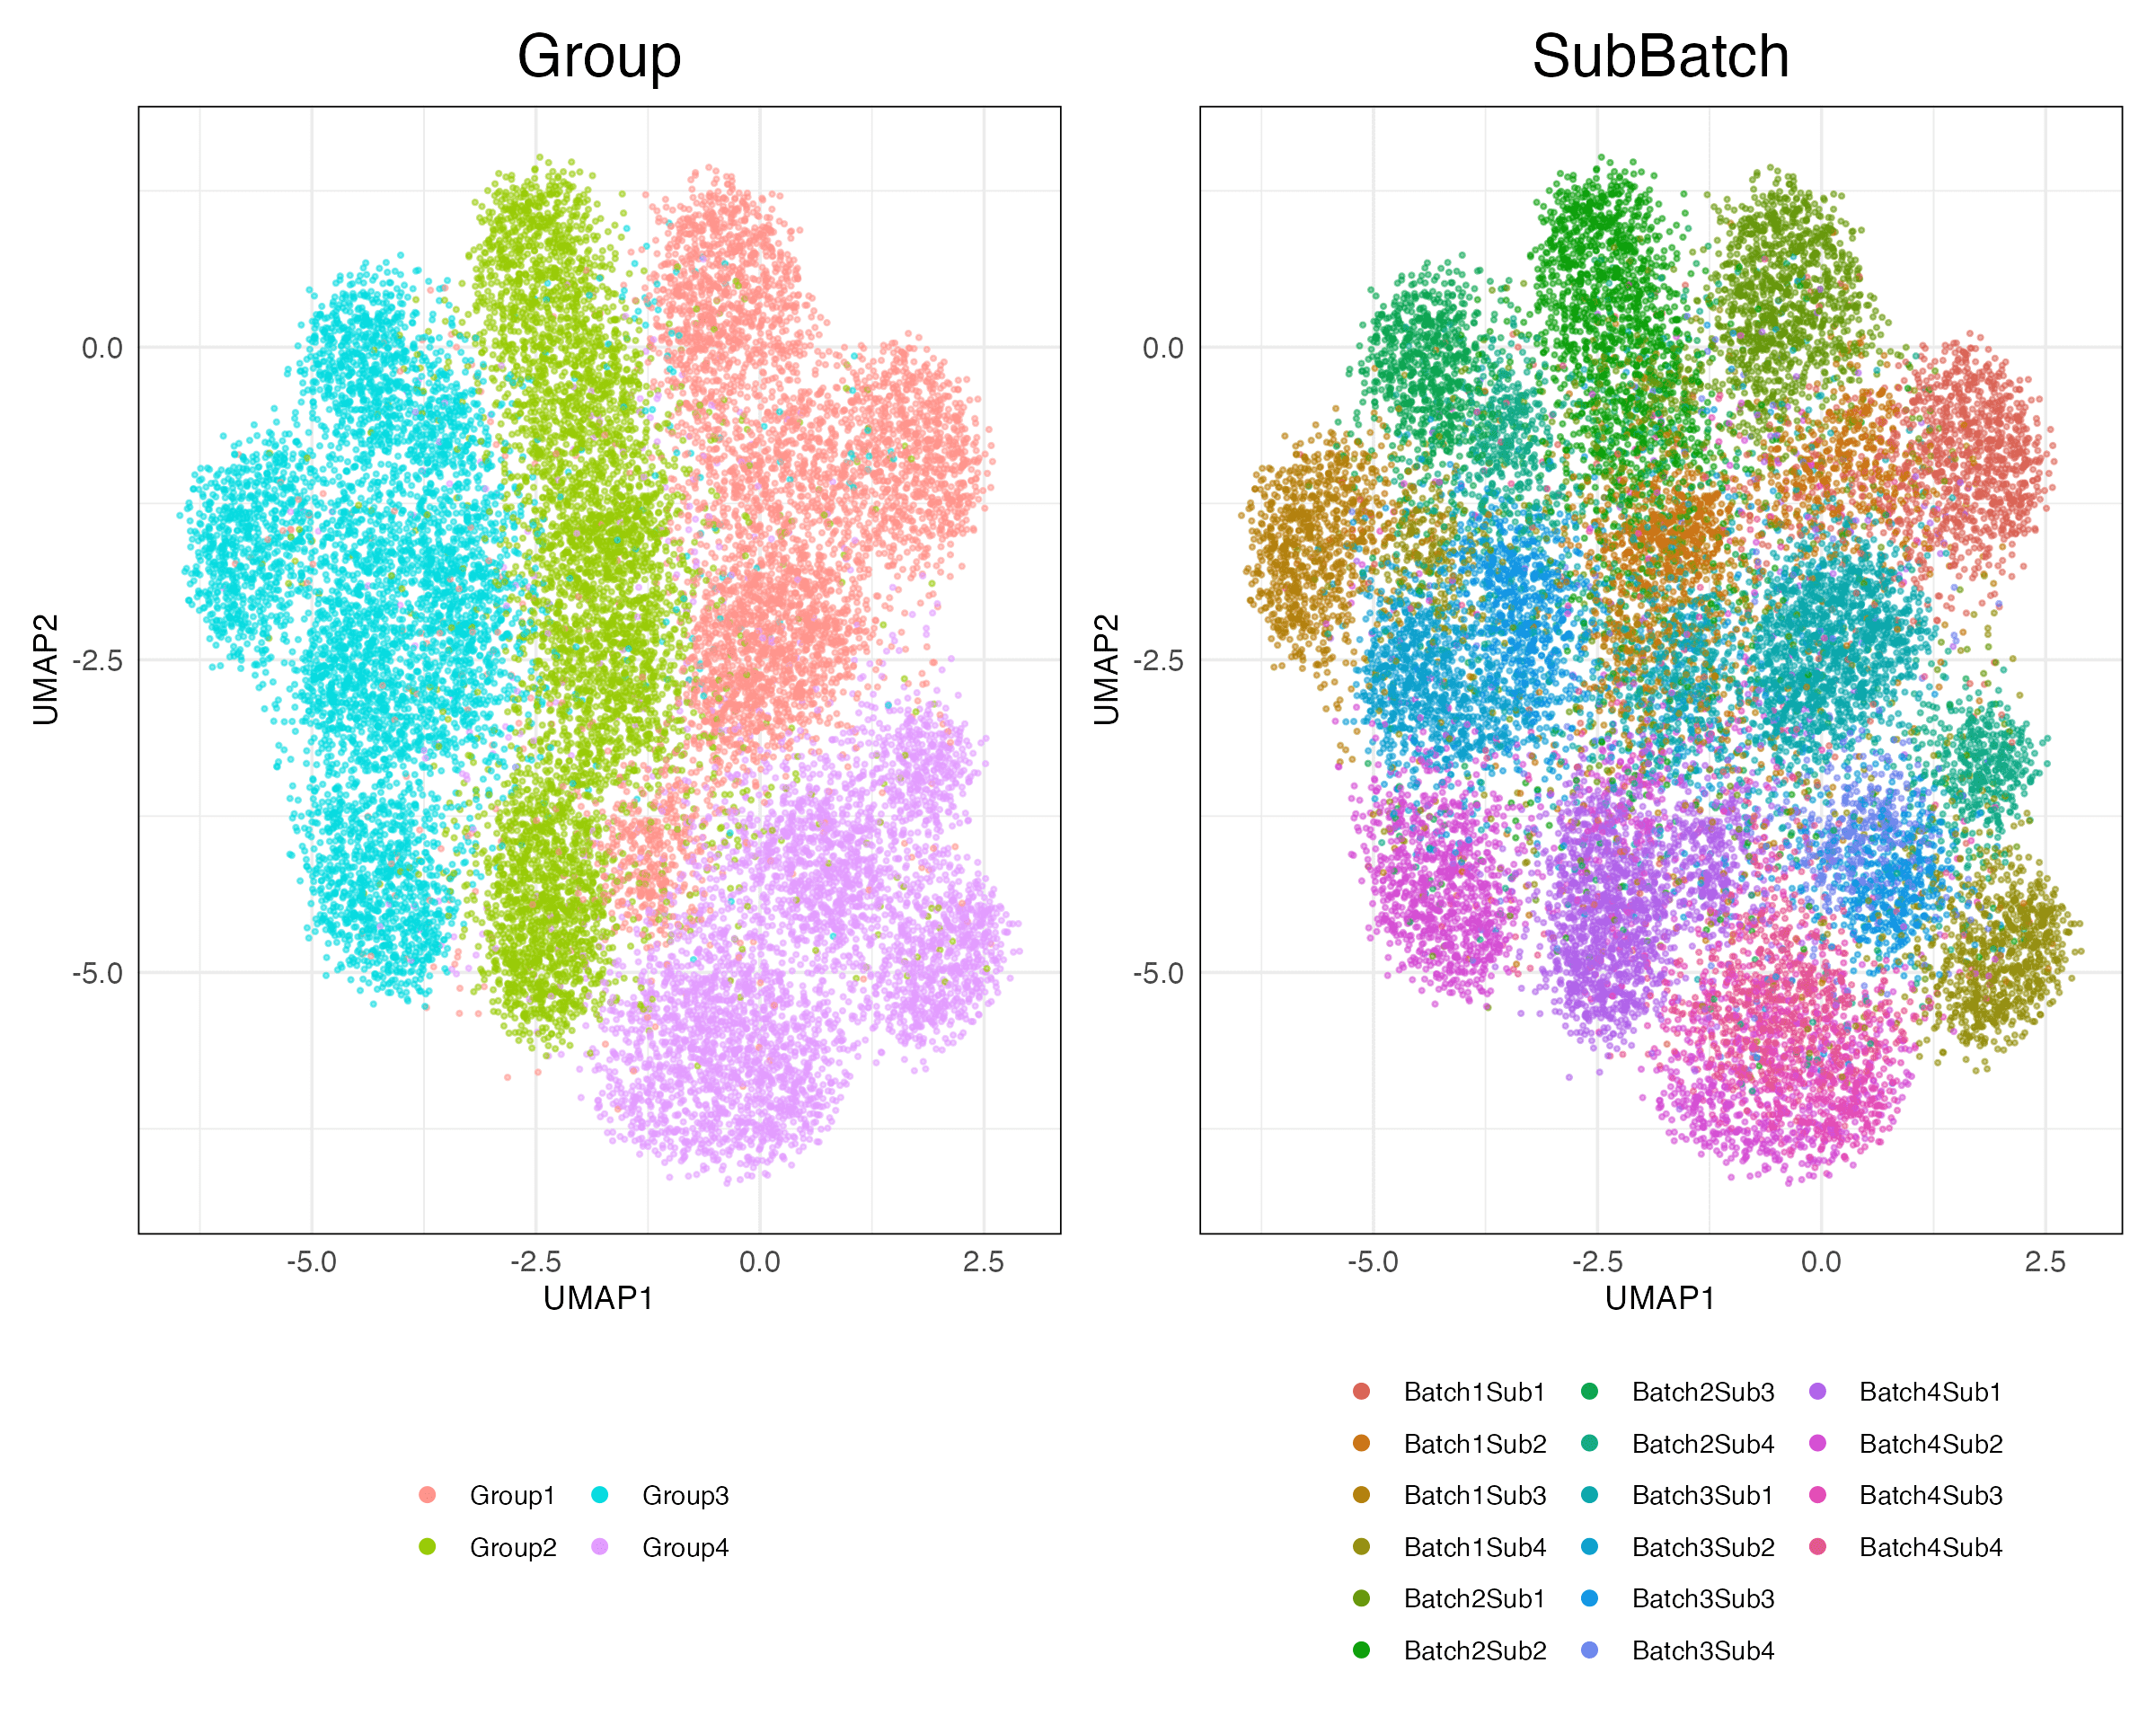 Group
SubBatch
UMAP2
0.0
-2.5
-5.0
-5.0 -2.5 0.0 2.5
UMAP1
UMAP2
0.0
-2.5
-5.0
-5.0 -2.5 0.0 2.5
UMAP1
Group1 Group3
Group2 Group4
Batch1Sub1 Batch2Sub3 Batch4Sub1
Batch1Sub2 Batch2Sub4 Batch4Sub2
Batch1Sub3 Batch3Sub1 Batch4Sub3
Batch1Sub4 Batch3Sub2 Batch4Sub4
Batch2Sub1 Batch3Sub3
Batch2Sub2 Batch3Sub4